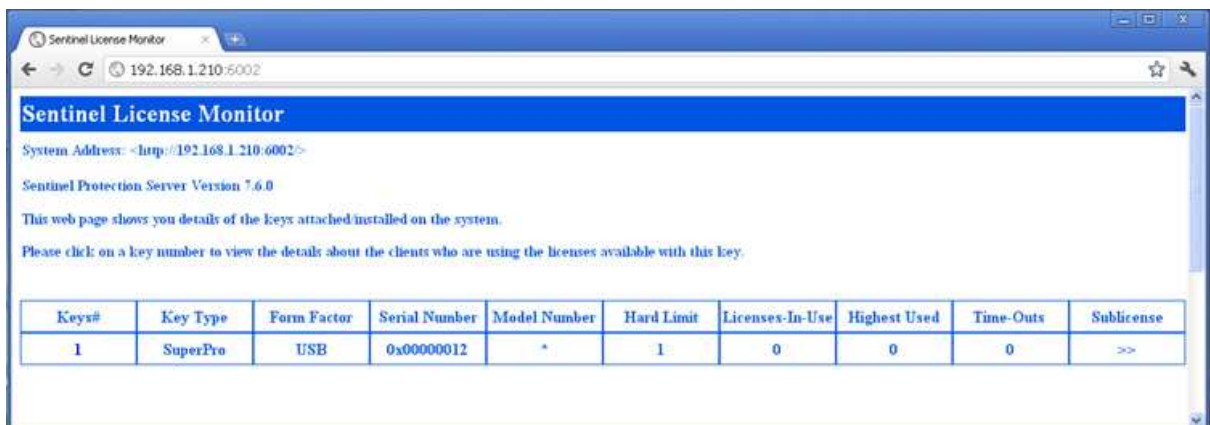 Sentinel License Monitor
192.168.1.210:6002
Sentinel License Monitor
System Address: <http://192.168.1.210:6002/>
Sentinel Protection Server Version 7.6.0
This web page shows you details of the keys attached/installed on the system.
Please click on a key number to view the details about the clients who are using the licenses available with this key.
Keys# Key Type Form Factor Serial Number Model Number Hard Limit Licenses-In-Use Highest Used Time-Outs Sublicense
1 SuperPro USB 0x00000012 * 1 0 0 0 >>